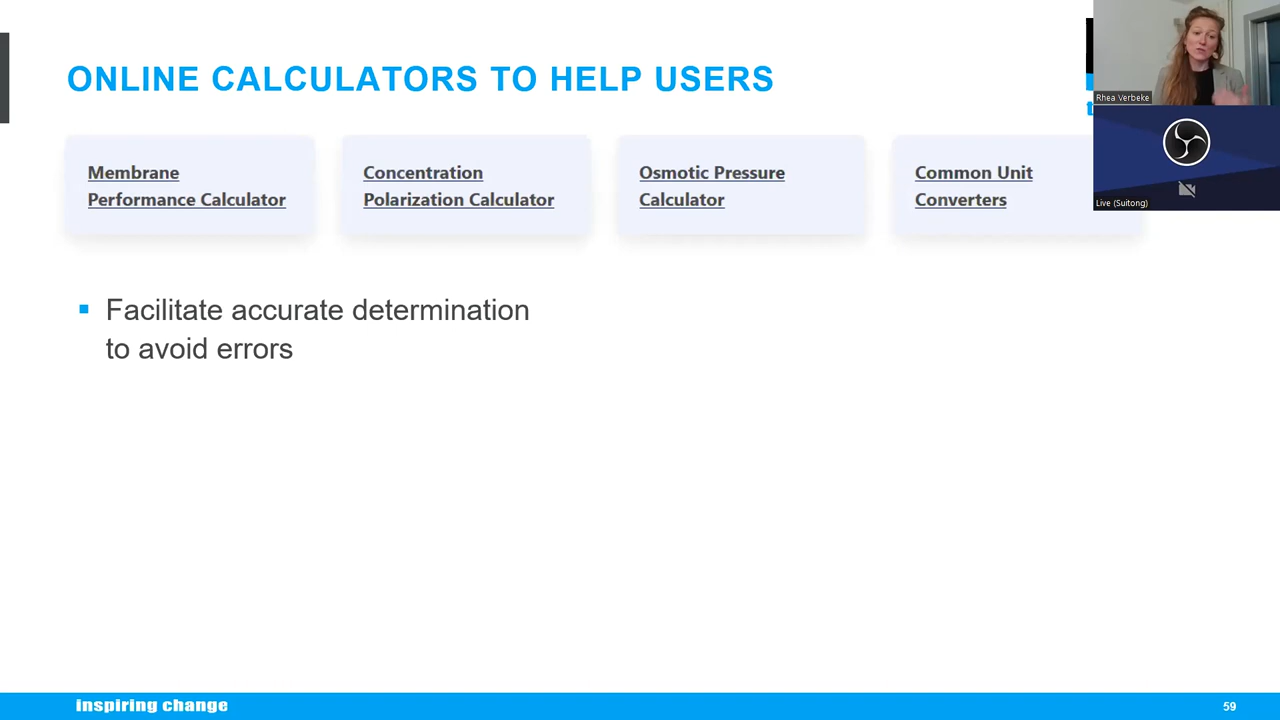 ONLINE CALCULATORS TO HELP USERS
Rhea Verbeke
Live (Suitong)
Membrane
Performance Calculator
Concentration
Polarization Calculator
Osmotic Pressure
Calculator
Common Unit
Converters
Facilitate accurate determination
to avoid errors
inspiring change
59